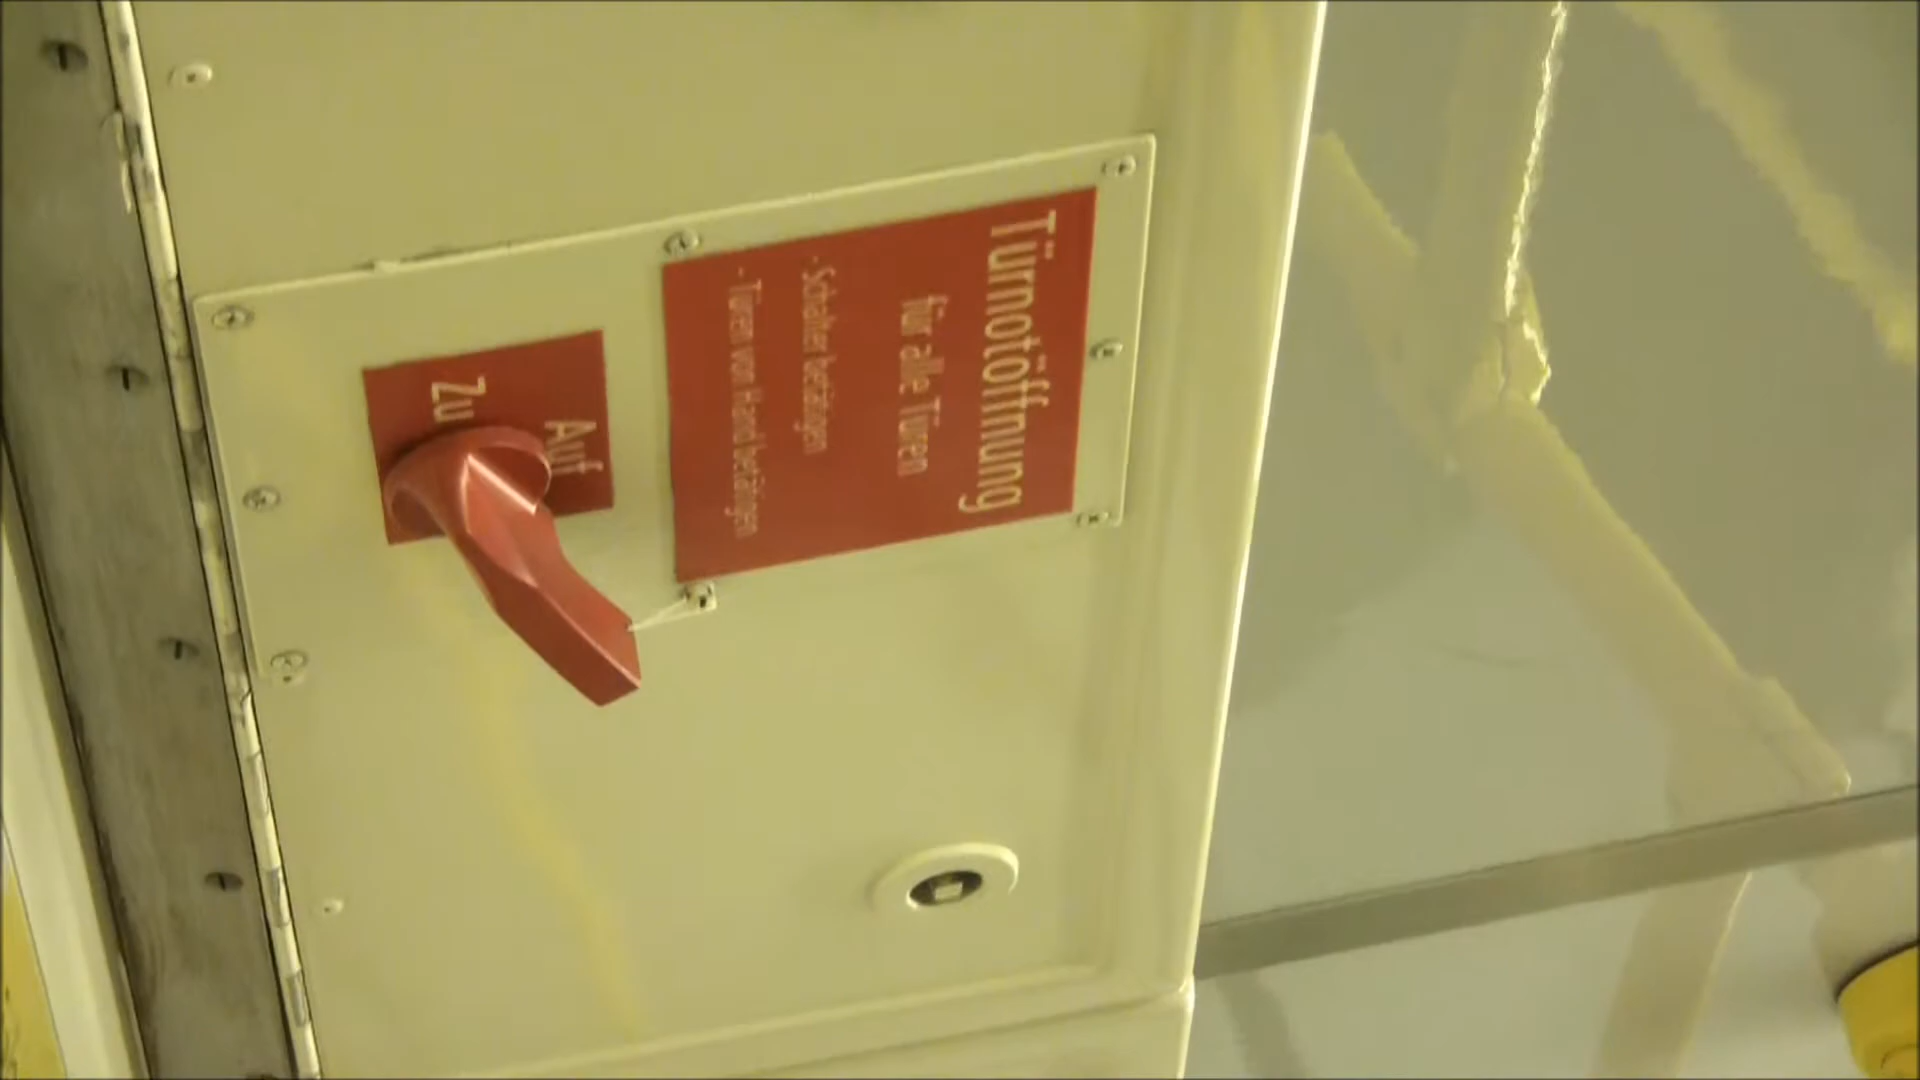 Türnotöffnung
für alle Türen
- Schalter betätigen
- Türen von Hand betätigen
Auf
Zu